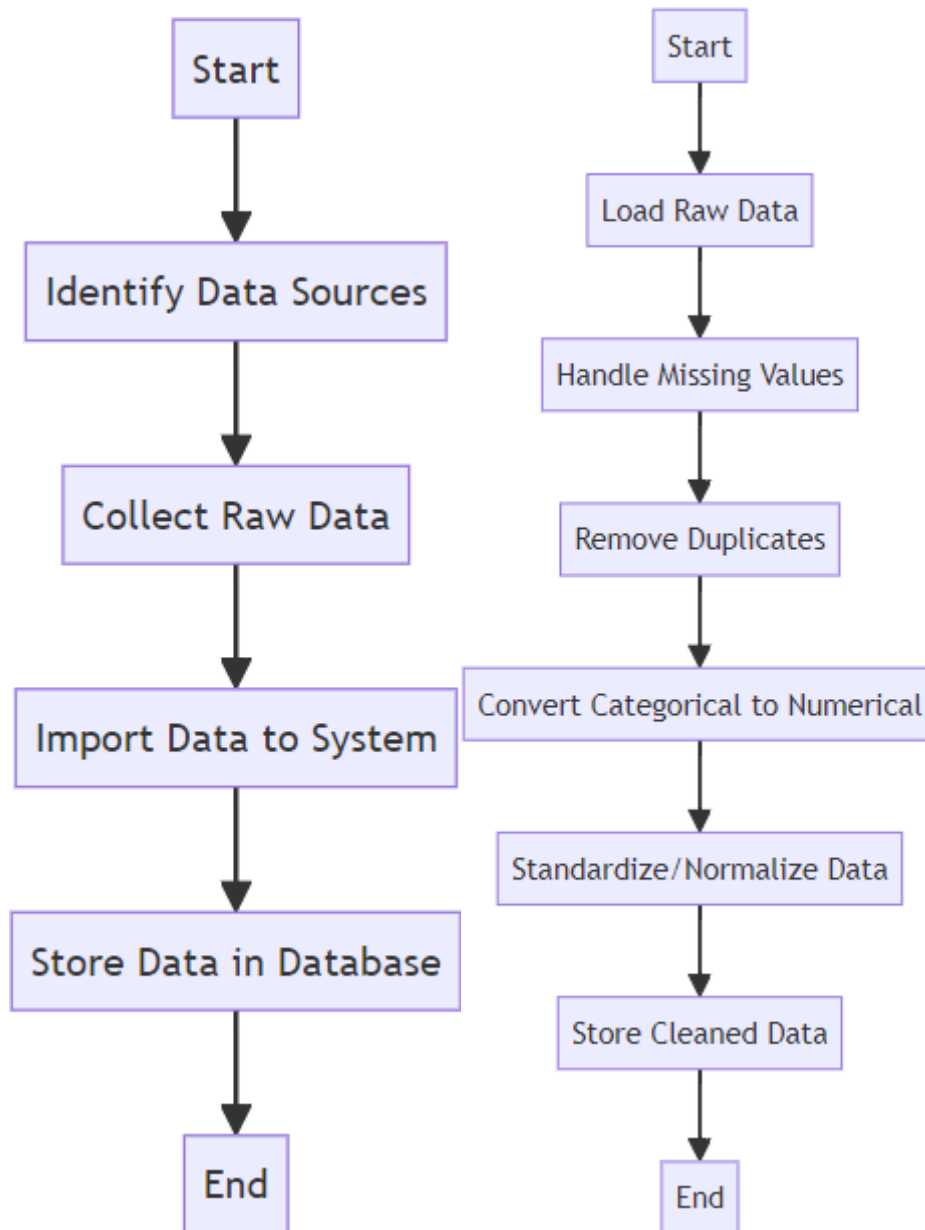 Start
Identify Data Sources
Collect Raw Data
Import Data to System
Store Data in Database
End
Start
Load Raw Data
Handle Missing Values
Remove Duplicates
Convert Categorical to Numerical
Standardize/Normalize Data
Store Cleaned Data
End